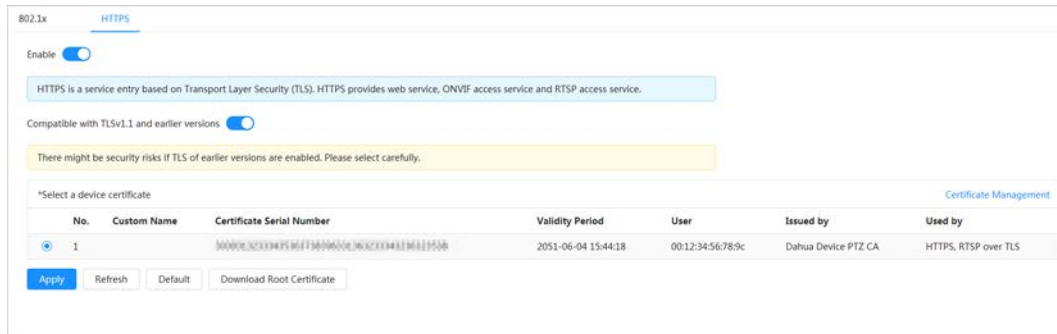 802.1x HTTPS
Enable
HTTPS is a service entry based on Transport Layer Security (TLS). HTTPS provides web service, ONVIF access service and RTSP access service.
Compatible with TLSv1.1 and earlier versions
There might be security risks if TLS of earlier versions are enabled. Please select carefully.
*Select a device certificate Certificate Management
No. Custom Name Certificate Serial Number Validity Period User Issued by Used by
1 2051-06-04 15:44:18 00:12:34:56:78:9c Dahua Device PTZ CA HTTPS, RTSP over TLS
Apply Refresh Default Download Root Certificate